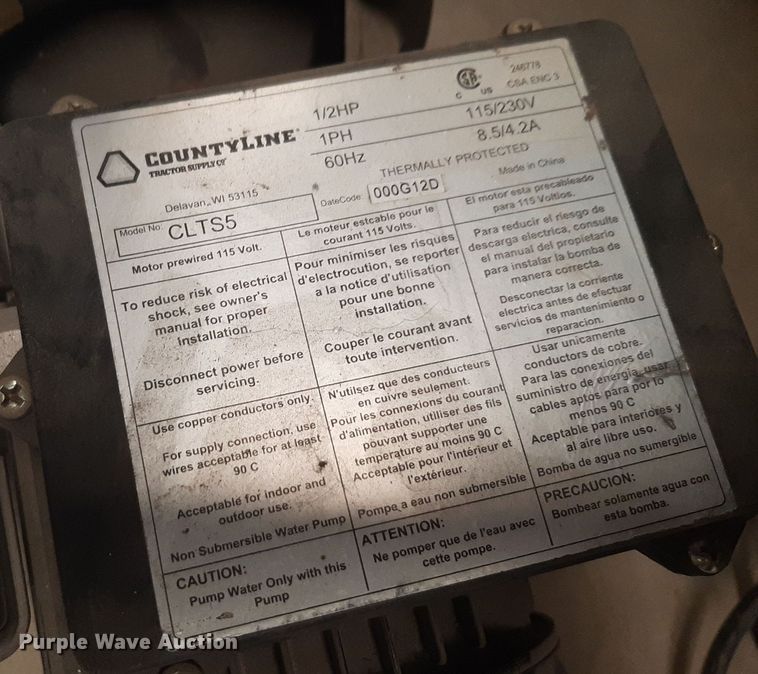 COUNTYLINE
TRACTOR SUPPLY CO
Delavan, WI 53115
Model No: CLTS5
1/2HP
1PH
60Hz
C US
246778
CSA ENC 3
115/230V
8.5/4.2A
THERMALLY PROTECTED
DateCode: 000G12D
Made in China
Motor prewired 115 Volt.
To reduce risk of electrical
shock, see owner's
manual for proper
installation.
Disconnect power before
servicing.
Use copper conductors only.
For supply connection, use
wires acceptable for at least
90 C
Acceptable for indoor and
outdoor use.
Non Submersible Water Pump
CAUTION:
Pump Water Only with this
Pump
Le moteur estcable pour le
courant 115 Volts.
Pour minimiser les risques
d'electrocution, se reporter
a la notice d'utilisation
pour une bonne
installation.
Couper le courant avant
toute intervention.
N'utilsez que des conducteurs
en cuivre seulement.
Pour les connexions du courant
d'alimentation, utiliser des fils
pouvant supporter une
temperature au moins 90 C
Acceptable pour l'intérieur et
l'extérieur.
Pompe a eau non submersible
ATTENTION:
Ne pomper que de l'eau avec
cette pompe.
El motor esta precableado
para 115 Voltios.
Para reducir el riesgo de
descarga electrica, consulte
el manual del propietario
para instalar la bomba de
manera correcta.
Desconectar la corriente
electrica antes de efectuar
servicios de mantenimiento o
reparacion.
Usar unicamente
conductors de cobre.
Para las conexiones del
suministro de energia, usar
cables aptos para por lo
menos 90 C
Aceptable para interiores y
al aire libre uso.
Bomba de agua no sumergible
PRECAUCION:
Bombear solamente agua con
esta bomba.
Purple Wave Auction